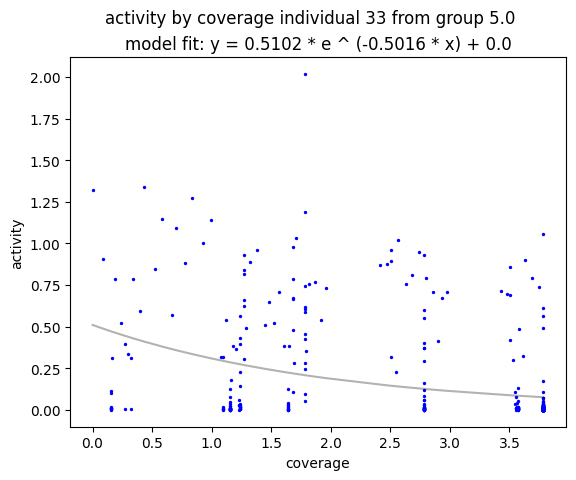 activity by coverage individual 33 from group 5.0
model fit: y = 0.5102 * e ^ (-0.5016 * x) + 0.0
2.00
1.75
1.50
1.25
1.00
0.75
0.50
0.25
0.00
activity
0.0 0.5 1.0 1.5 2.0 2.5 3.0 3.5
coverage